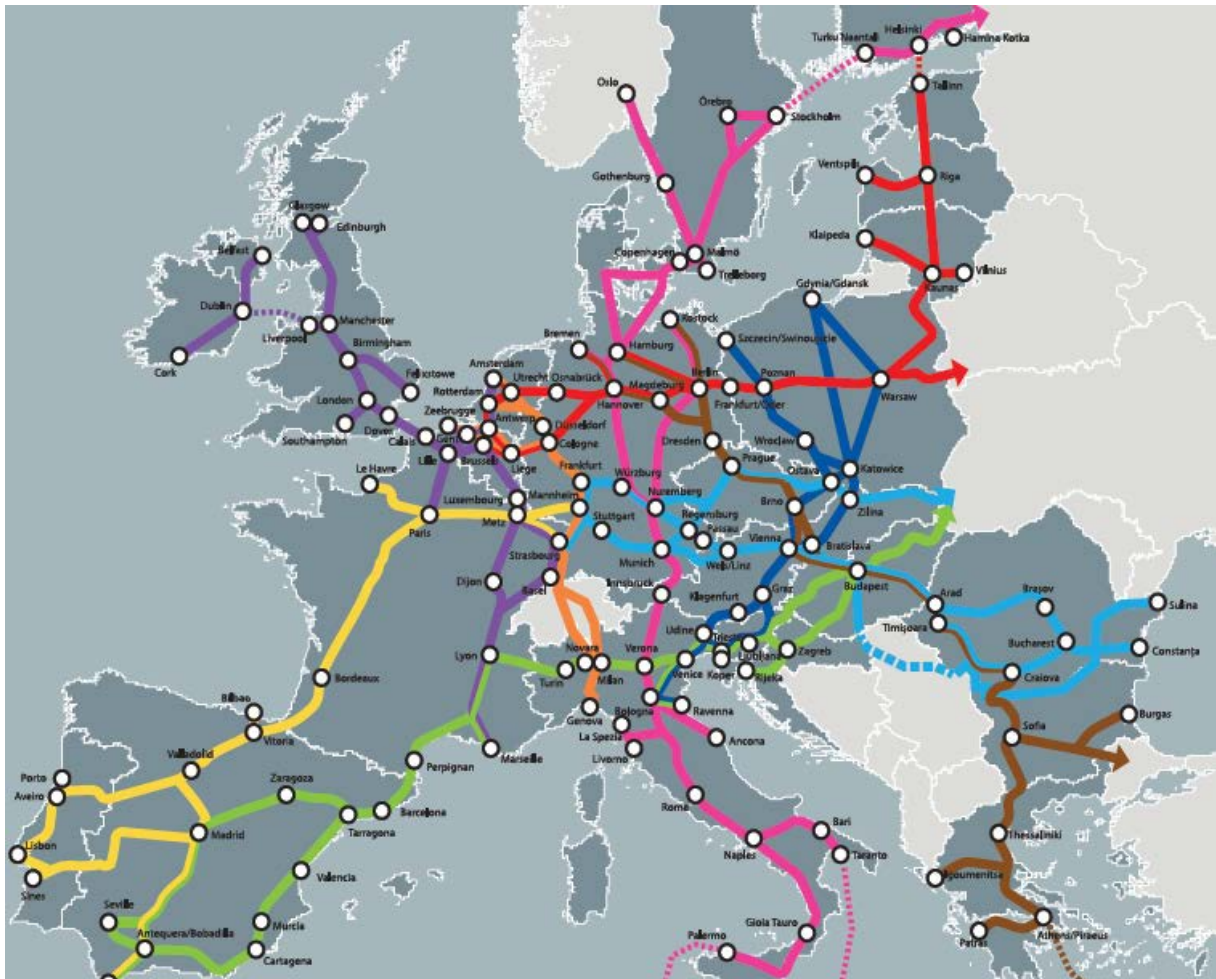 Helsinki
Turku Naantali
Hamina Kotka
Oslo
Tallinn
Örebro
Stockholm
Ventspils
Riga
Gothenburg
Glasgow
Edinburgh
Klaipeda
Belfast
Copenhagen
Malmö
Trelleborg
Vilnius
Kaunas
Gdynia/Gdansk
Dublin
Rostock
Liverpool
Manchester
Bremen
Hamburg
Szczecin/Swinoujscie
Birmingham
Cork
Felixstowe
Amsterdam
Utrecht
Osnabrück
Magdeburg
Berlin
Poznan
Rotterdam
Hannover
Frankfurt/Oder
Warsaw
London
Zeebrugge
Antwerp
Düsseldorf
Southampton
Dover
Calais
Gent
Cologne
Dresden
Wroclaw
Lille
Brussels
Liege
Le Havre
Frankfurt
Würzburg
Prague
Ostava
Katowice
Luxembourg
Mannheim
Nuremberg
Brno
Zilina
Paris
Metz
Stuttgart
Regensburg
Passau
Strasbourg
Munich
Wels/Linz
Vienna
Bratislava
Dijon
Basel
Innsbruck
Klagenfurt
Graz
Budapest
Arad
Braşov
Sulina
Udine
Timişoara
Bucharest
Lyon
Novara
Verona
Trieste
Ljubljana
Zagreb
Constanţa
Turin
Milan
Venice
Koper
Rijeka
Craiova
Bordeaux
Bilbao
Genova
Bologna
Ravenna
Burgas
Vitoria
La Spezia
Ancona
Sofia
Valladolid
Marseille
Livorno
Porto
Zaragoza
Perpignan
Aveiro
Roma
Barcelona
Madrid
Tarragona
Bari
Thessaliniki
Lisbon
Naples
Taranto
Sines
Valencia
Igoumenitsa
Seville
Murcia
Gioia Tauro
Antequera/Bobadilla
Palermo
Patras
Athens/Piraeus
Cartagena